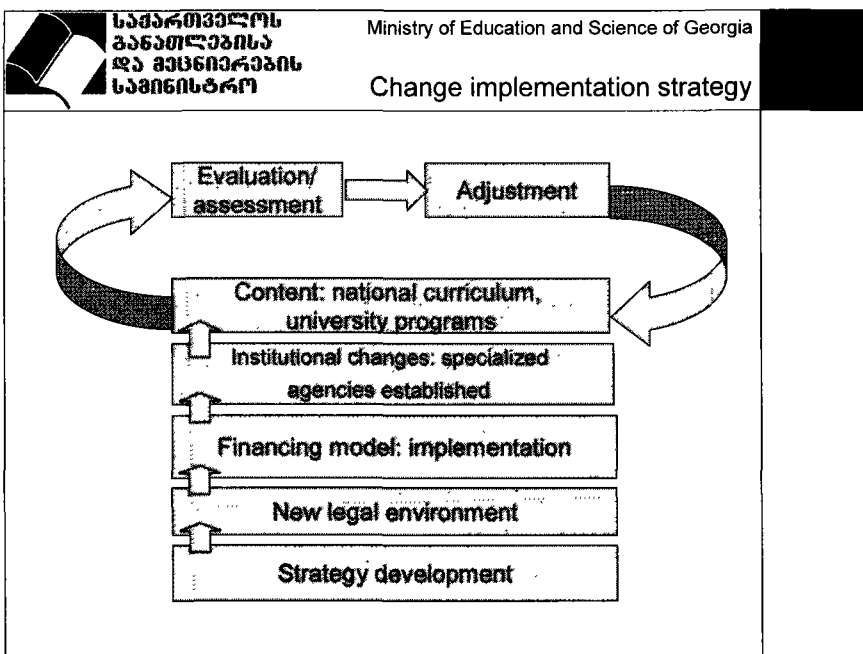 საქართველოს
განათლებისა
და მეცნიერების
სამინისტრო
Ministry of Education and Science of Georgia
Change implementation strategy
Evaluation/
assessment
Adjustment
Content: national curriculum,
university programs
Institutional changes: specialized
agencies established
Financing model: implementation
New legal environment
Strategy development